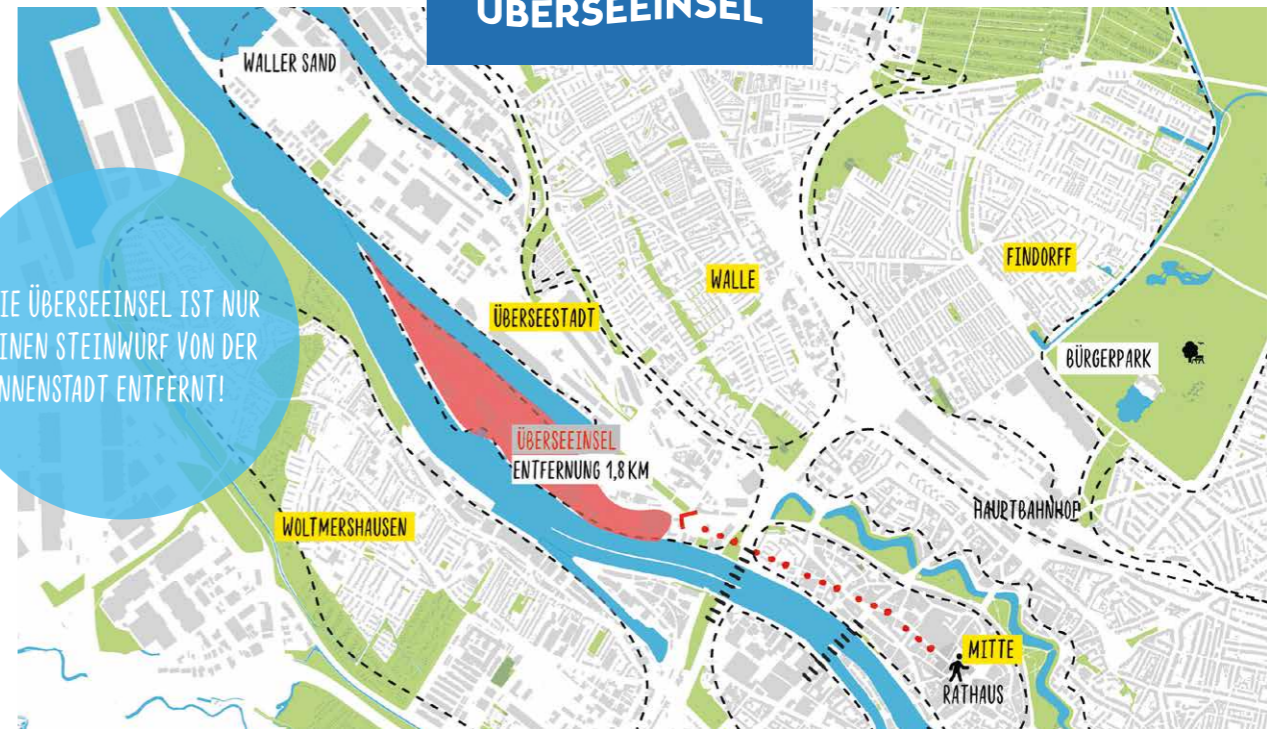 ÜBERSEEINSEL
WALLER SAND
IE ÜBERSEEINSEL IST NUR
INEN STEINWURF VON DER
NNENSTADT ENTFERNT!
FINDORFF
WALLE
ÜBERSEESTADT
BÜRGERPARK
ÜBERSEEINSEL
ENTFERNUNG 1,8 KM
HAUPTBAHNHOF
WOLTMERSHAUSEN
MITTE
RATHAUS